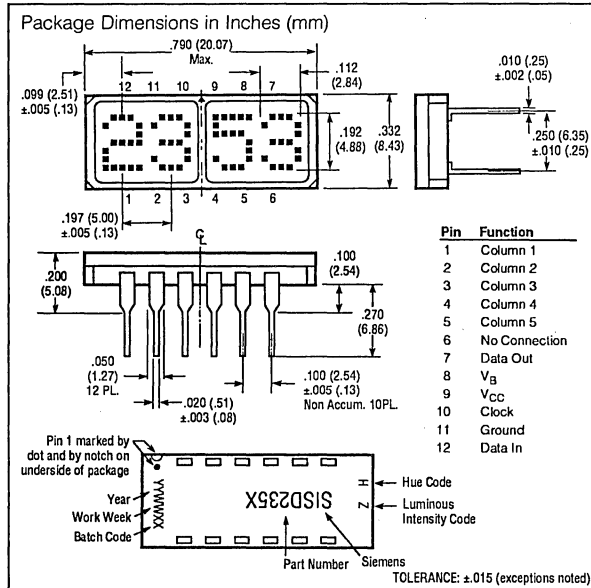 Package Dimensions in Inches (mm)
.790 (20.07)
Max.
.099 (2.51)
±.005 (.13)
12 11 10 9 8 7
.112
(2.84)
.010 (.25)
±.002 (.05)
.192
(4.88)
.332
(8.43)
.250 (6.35)
±.010 (.25)
2353
1 2 3 4 5 6
.197 (5.00)
±.005 (.13)
℄
.200
(5.08)
.100
(2.54)
.270
(6.86)
.050
(1.27)
12 PL.
.020 (.51)
±.003 (.08)
.100 (2.54)
±.005 (.13)
Non Accum. 10PL.
Pin Function
1 Column 1
2 Column 2
3 Column 3
4 Column 4
5 Column 5
6 No Connection
7 Data Out
8 VB
9 VCC
10 Clock
11 Ground
12 Data In
Pin 1 marked by
dot and by notch on
underside of package
Year
Work Week
Batch Code
YYWWXX
SISD235X
H
Z
Hue Code
Luminous
Intensity Code
Part Number
Siemens
TOLERANCE: ±.015 (exceptions noted)